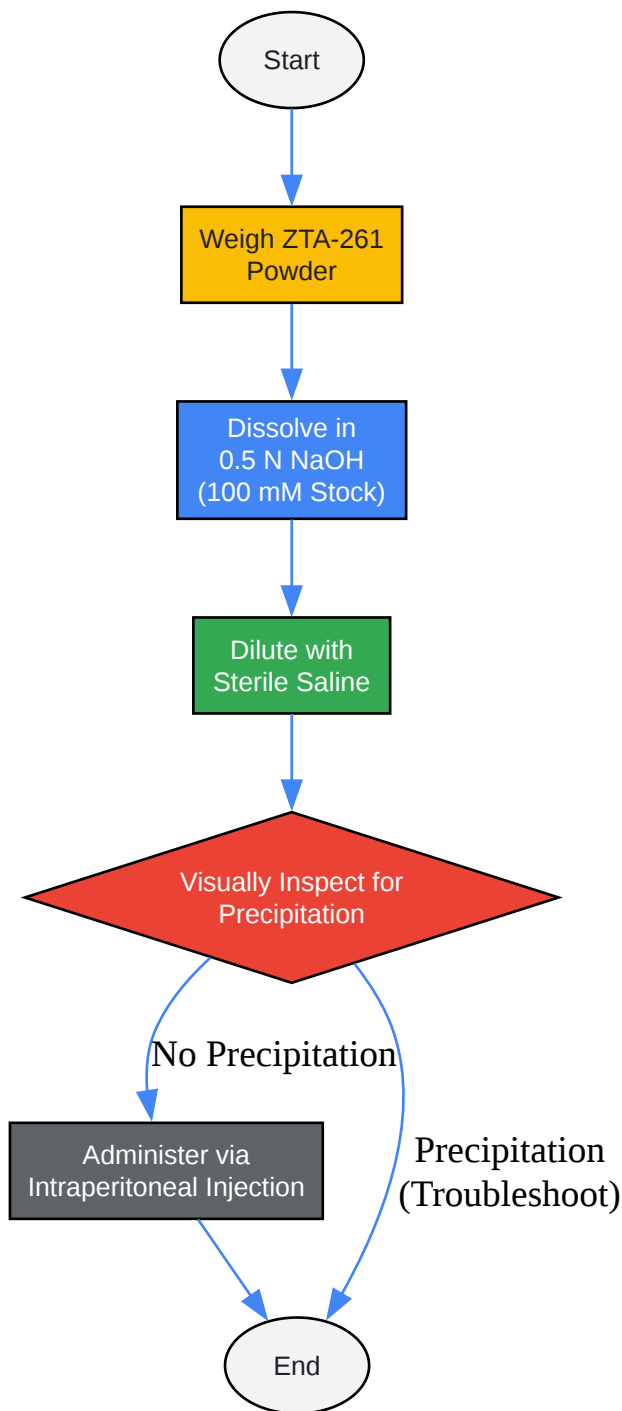 Start
Weigh ZTA-261
Powder
Dissolve in
0.5 N NaOH
(100 mM Stock)
Dilute with
Sterile Saline
Visually Inspect for
Precipitation
No Precipitation
Administer via
Intraperitoneal Injection
Precipitation
(Troubleshoot)
End